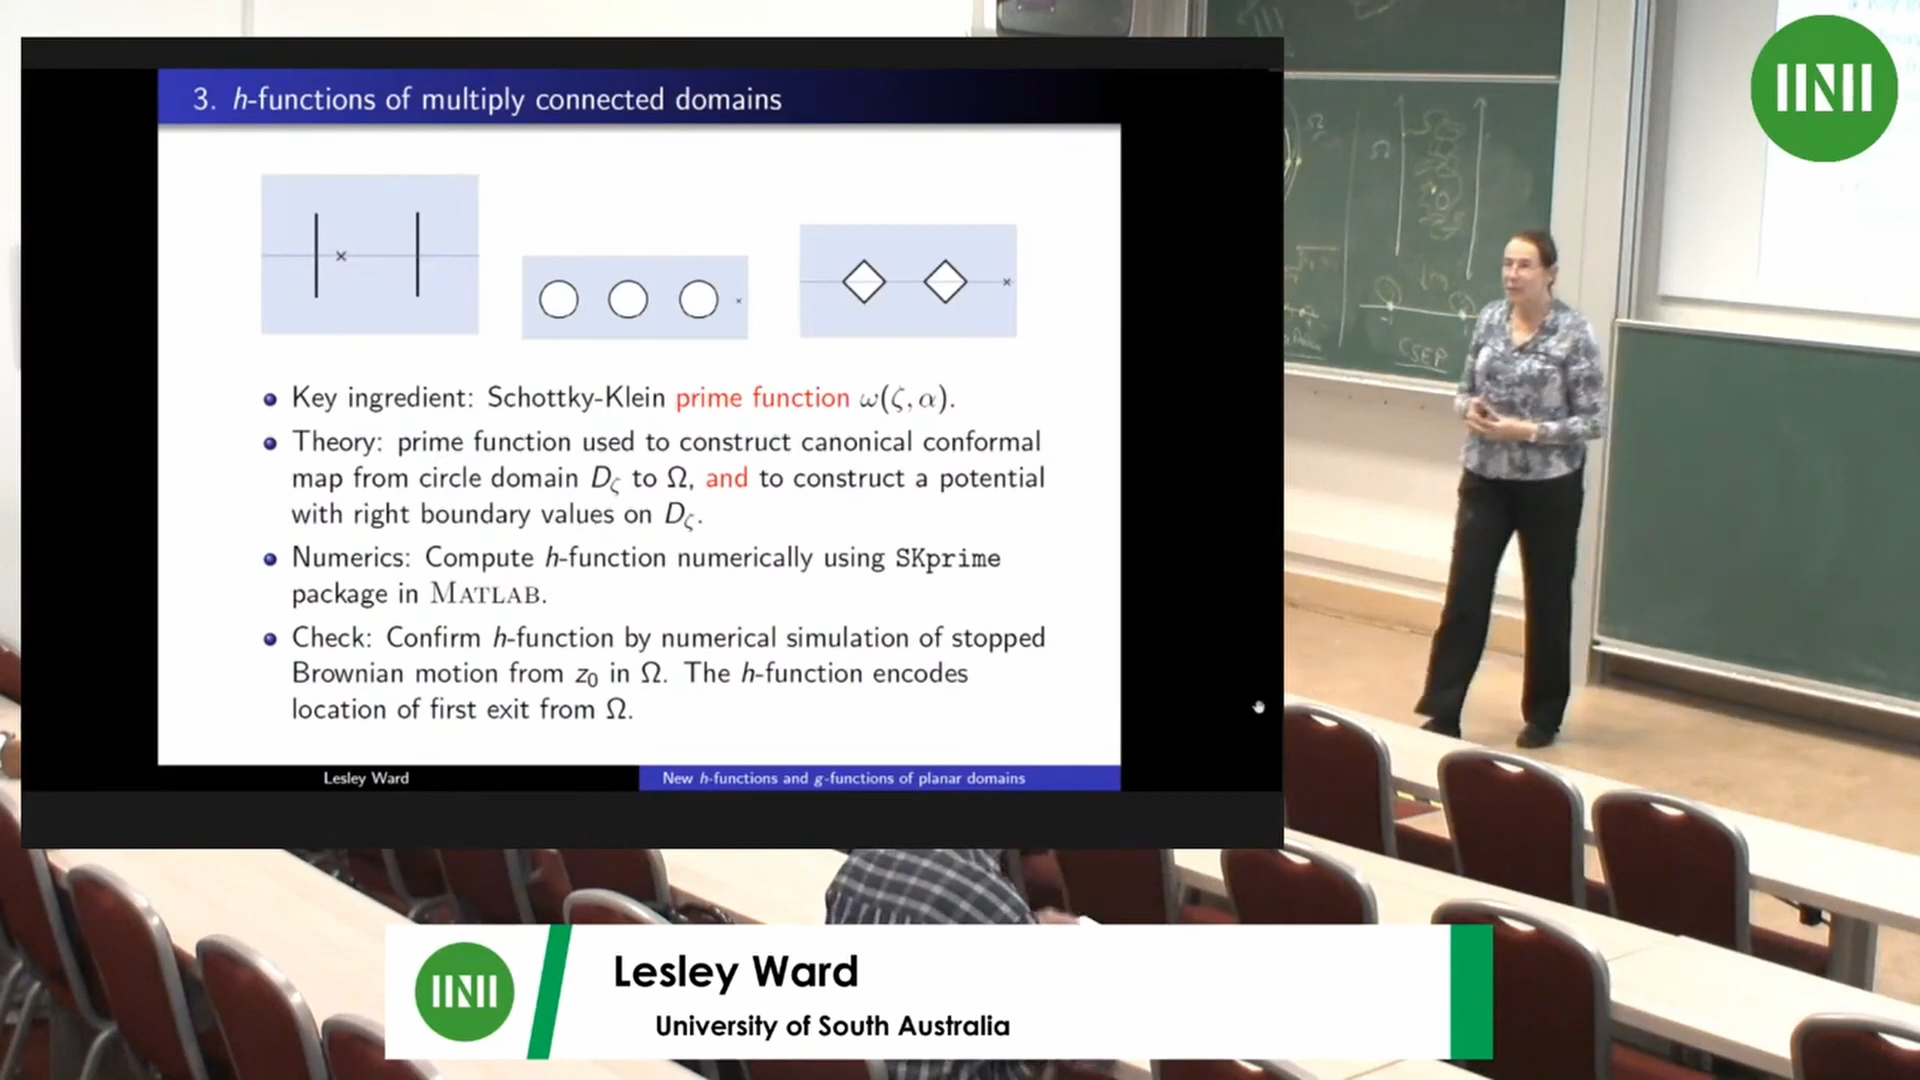 3. h-functions of multiply connected domains
Key ingredient: Schottky-Klein prime function ω(ζ, α).
Theory: prime function used to construct canonical conformal
map from circle domain Dζ to Ω, and to construct a potential
with right boundary values on Dζ.
Numerics: Compute h-function numerically using SKprime
package in MATLAB.
Check: Confirm h-function by numerical simulation of stopped
Brownian motion from z0 in Ω. The h-function encodes
location of first exit from Ω.
Lesley Ward
New h-functions and g-functions of planar domains
Ω
CSEP
Lesley Ward
University of South Australia